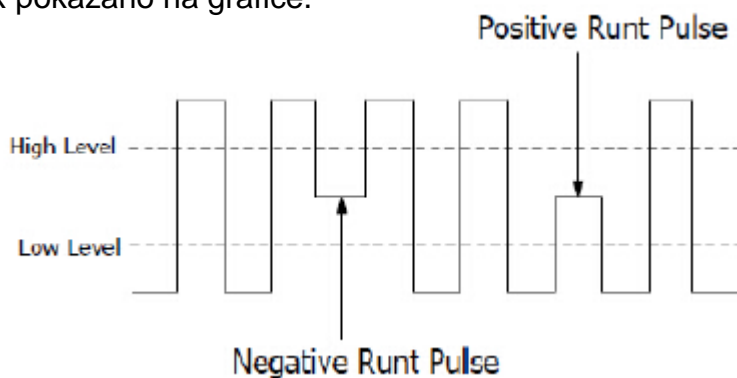 k pokazano na grafice.
Positive Runt Pulse
High Level
Low Level
Negative Runt Pulse